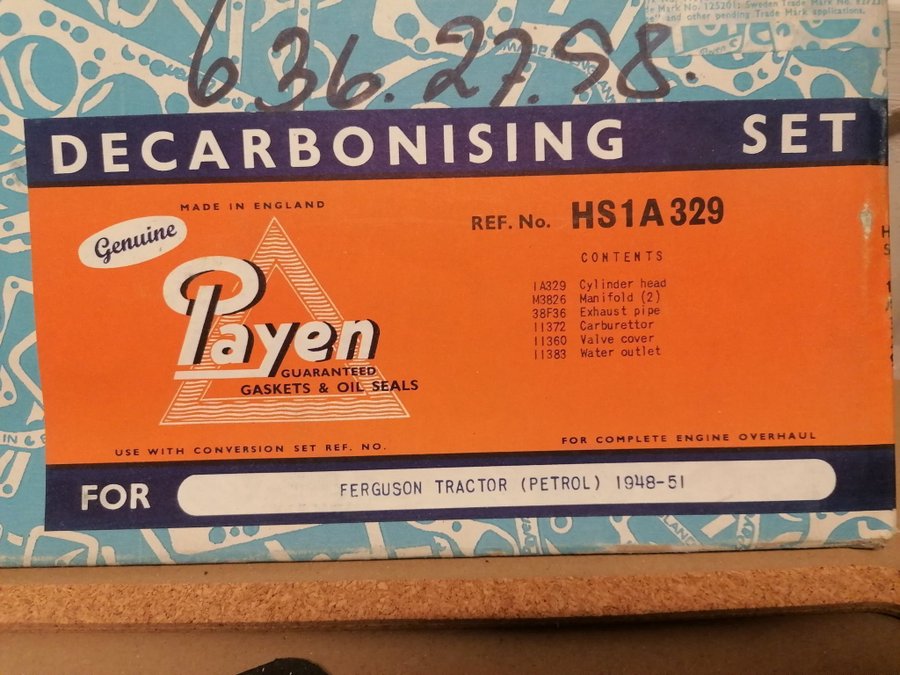 636.27.98.
DECARBONISING SET
MADE IN ENGLAND
Genuine
Payen
GUARANTEED
GASKETS & OIL SEALS
USE WITH CONVERSION SET REF. NO.
REF. No. HS1A329
CONTENTS
1A329 Cylinder head
M3826 Manifold (2)
38F36 Exhaust pipe
11372 Carburettor
11360 Valve cover
11383 Water outlet
FOR COMPLETE ENGINE OVERHAUL
FOR FERGUSON TRACTOR (PETROL) 1948-51